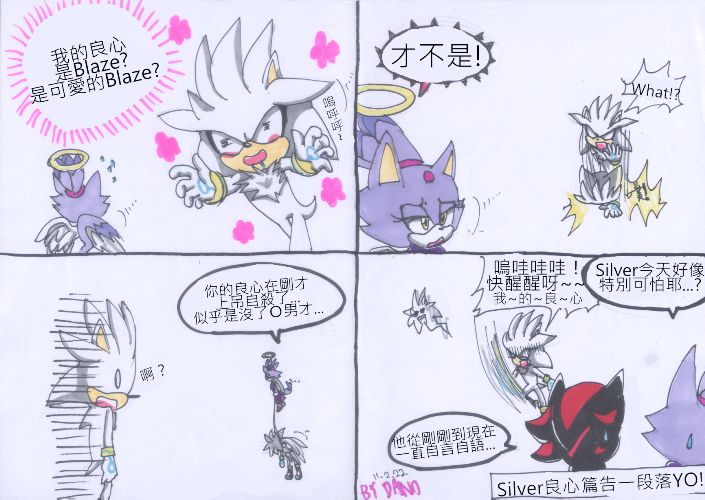 我的良心
是Blaze?
是可愛的Blaze?
嗚呼呼?
才不是!
What!?
你的良心在剛才
上吊自殺了...
似乎是沒了O男才...
啊?
嗚哇哇哇!
快醒醒呀~~
我~的~良~心
Silver今天好像
特別可怕耶...?
他從剛剛到現在
一直自言自語...
11.2.22
BY DANO
Silver良心篇告一段落YO!